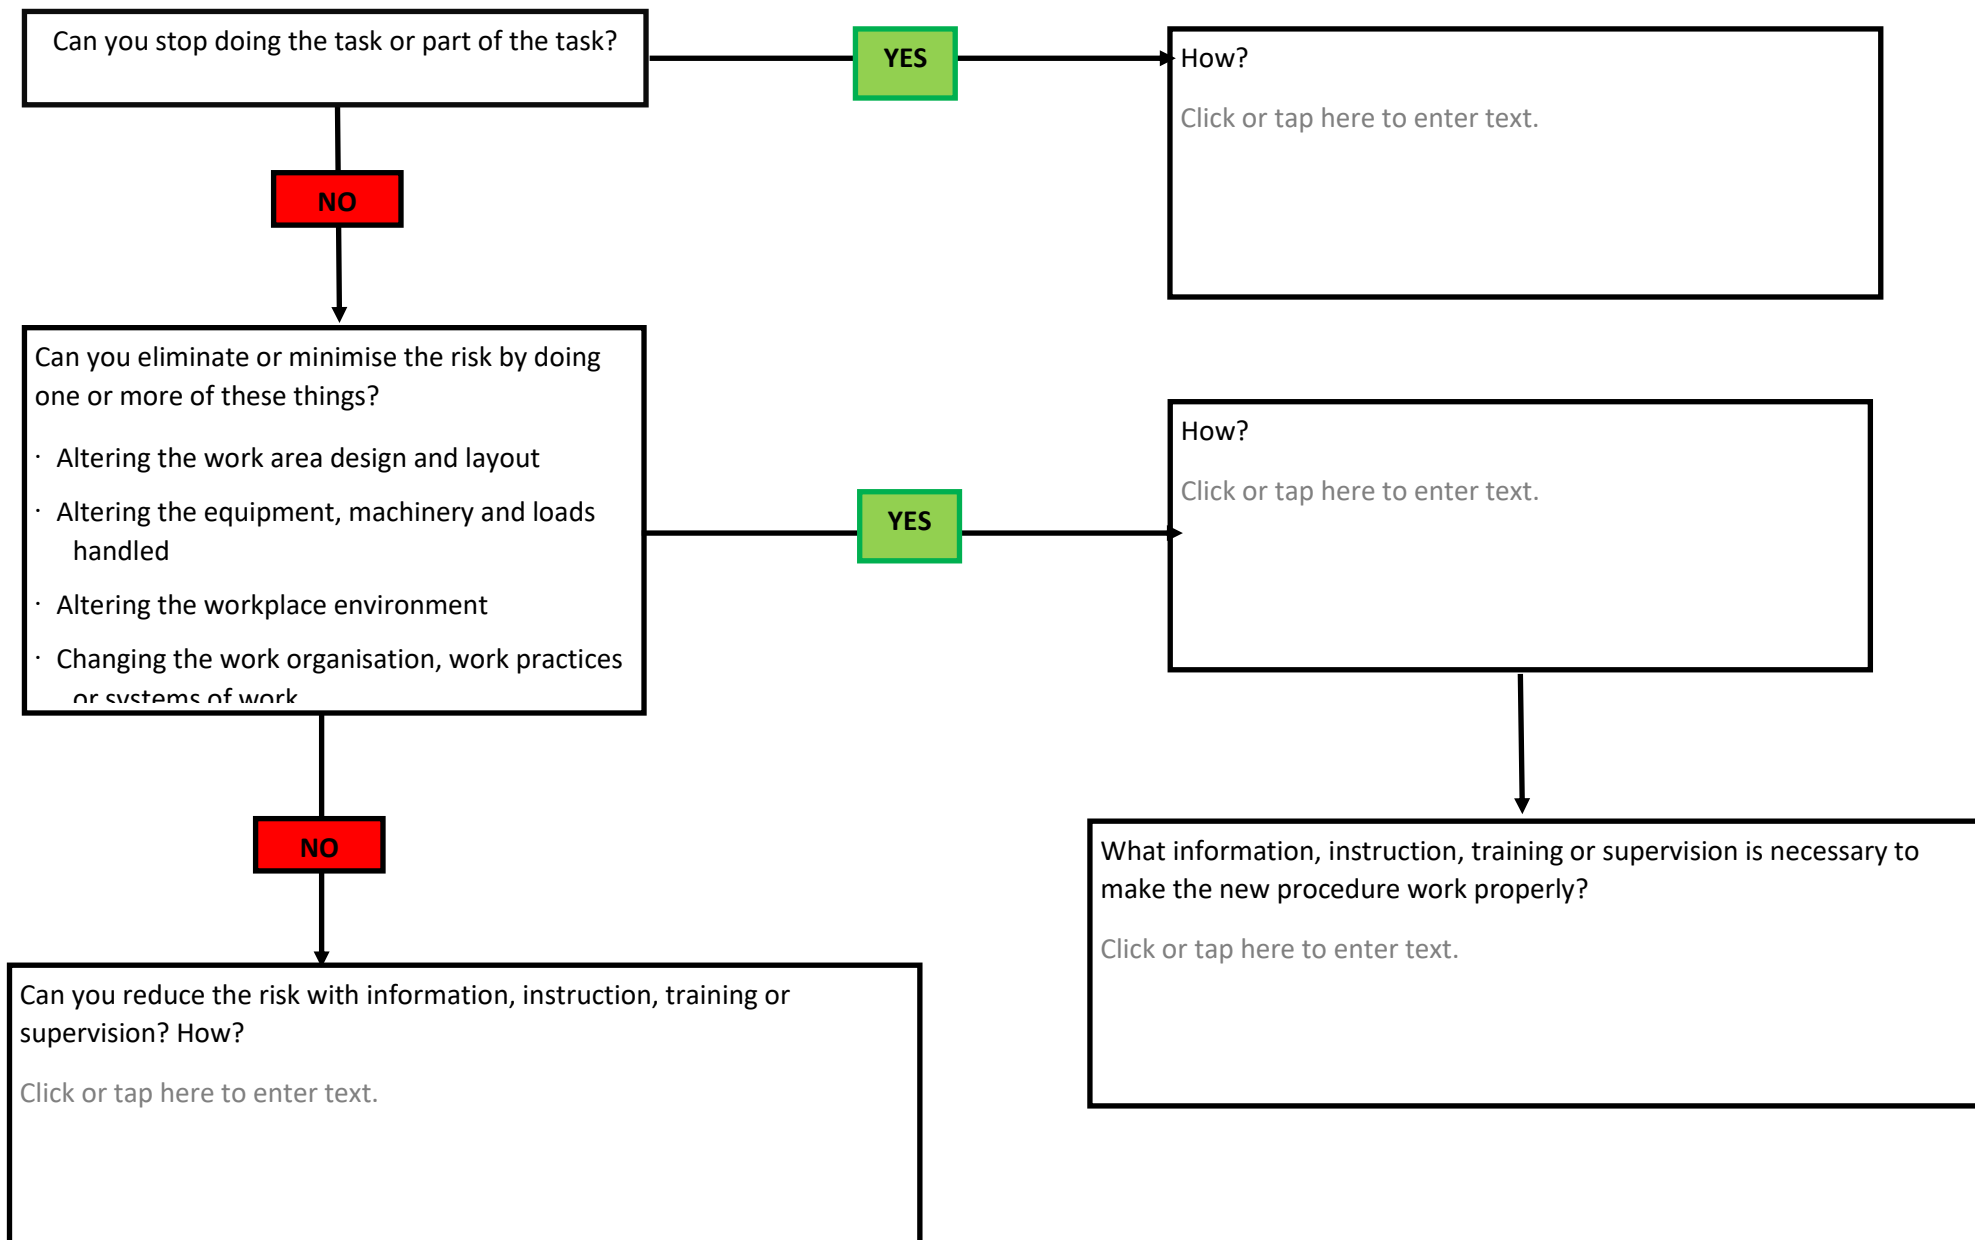 Can you stop doing the task or part of the task?
YES
How?
Click or tap here to enter text.
NO
Can you eliminate or minimise the risk by doing
one or more of these things?
· Altering the work area design and layout
· Altering the equipment, machinery and loads
handled
· Altering the workplace environment
· Changing the work organisation, work practices
or systems of work
YES
How?
Click or tap here to enter text.
NO
What information, instruction, training or supervision is necessary to
make the new procedure work properly?
Click or tap here to enter text.
Can you reduce the risk with information, instruction, training or
supervision? How?
Click or tap here to enter text.